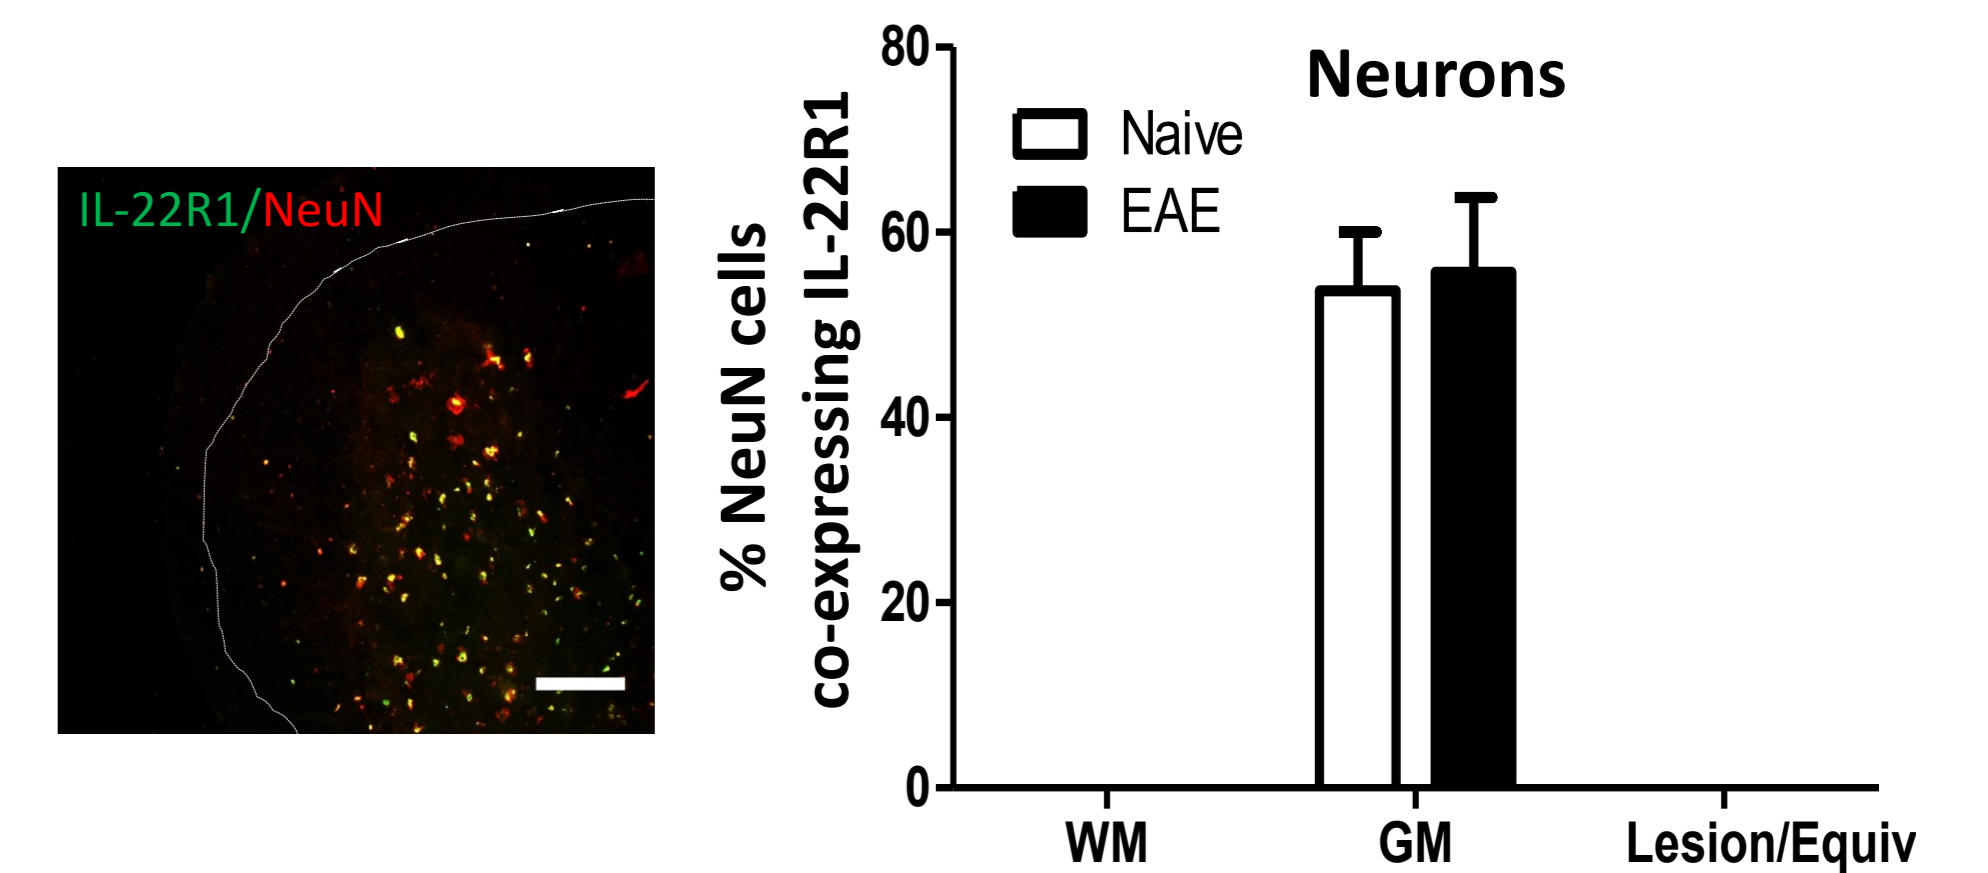 IL-22R1/NeuN
% NeuN cells
co-expressing IL-22R1
80
60
40
20
0
Neurons
Naive
EAE
WM
GM
Lesion/Equiv